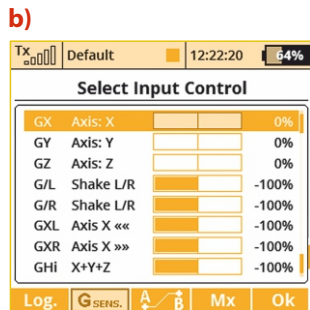 b)
Tx Default 12:22:20 64%
Select Input Control
GX Axis: X 0%
GY Axis: Y 0%
GZ Axis: Z 0%
G/L Shake L/R -100%
G/R Shake L/R -100%
GXL Axis X «« -100%
GXR Axis X »» -100%
GHi X+Y+Z -100%
Log. G SENS. A B Mx Ok